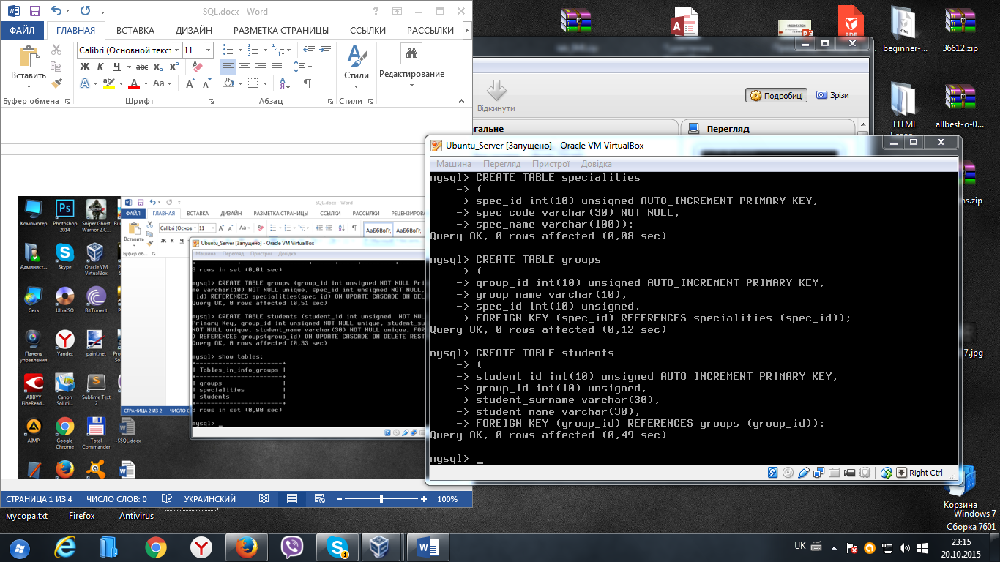 SQL.docx - Word
ФАЙЛ ГЛАВНАЯ ВСТАВКА ДИЗАЙН РАЗМЕТКА СТРАНИЦЫ ССЫЛКИ РАССЫЛКИ
Calibri (Основной текст 11
Вставить
Ж К Ч abc x₂ x²
Стили
Редактирование
Буфер обмена Шрифт Абзац Стили
Відкинути
Подробиці Зрізи
гальне
Перегляд
beginner-...
36612.zip
HTML
allbest-o-0...
7.jpg
SQL.docx - Word
ФАЙЛ ГЛАВНАЯ ВСТАВКА ДИЗАЙН РАЗМЕТКА СТРАНИЦЫ ССЫЛКИ РАССЫЛКИ РЕЦЕНЗИРОВ
Calibri (Основ 11
Вставить
Буфер об...
АаБбВвГг, АаБбВвГг,
Компьютер
Photoshop 2014
Sniper.Ghost Warrior 2.C...
Админист...
Skype
Oracle VM VirtualBox
Сеть
UltraISO
BitTorrent
Панель управления
Yandex
paint.net
ABBYY FineRead...
Canon Solution...
Sublime Text 2
AIMP
Google Chrome
Total Commander
~$SQL.docx
СТРАНИЦА 2 ИЗ 2 ЧИСЛО СЛО
Ubuntu_Server [Запущено] - Oracle VM VirtualBox
Машина Перегляд Пристрої Довідка
3 rows in set (0,01 sec)
mysql> CREATE TABLE groups (group_id int unsigned NOT NULL Pri
me varchar(10) NOT NULL unique, spec_id int unsigned NOT NULL,
_id) REFERENCES specialities(spec_id) ON UPDATE CASCADE ON DEL
Query OK, 0 rows affected (0,51 sec)
mysql> CREATE TABLE students (student_id int unsigned NOT NUL
Primary Key, group_id int unsigned NOT NULL unique, student_su
NOT NULL unique, student_name varchar(30) NOT NULL unique, FOR
) REFERENCES groups(group_id) ON UPDATE CASCADE ON DELETE REST
Query OK, 0 rows affected (0,33 sec)
mysql> show tables;
+-----------------------+
| Tables_in_info_groups |
+-----------------------+
| groups |
| specialities |
| students |
+-----------------------+
3 rows in set (0,00 sec)
mysql> _
СТРАНИЦА 1 ИЗ 4 ЧИСЛО СЛОВ: 0 УКРАИНСКИЙ 100%
Ubuntu_Server [Запущено] - Oracle VM VirtualBox
Машина Перегляд Пристрої Довідка
mysql> CREATE TABLE specialities
-> (
-> spec_id int(10) unsigned AUTO_INCREMENT PRIMARY KEY,
-> spec_code varchar(30) NOT NULL,
-> spec_name varchar(100));
Query OK, 0 rows affected (0,08 sec)
mysql> CREATE TABLE groups
-> (
-> group_id int(10) unsigned AUTO_INCREMENT PRIMARY KEY,
-> group_name varchar(10),
-> spec_id int(10) unsigned,
-> FOREIGN KEY (spec_id) REFERENCES specialities (spec_id));
Query OK, 0 rows affected (0,12 sec)
mysql> CREATE TABLE students
-> (
-> student_id int(10) unsigned AUTO_INCREMENT PRIMARY KEY,
-> group_id int(10) unsigned,
-> student_surname varchar(30),
-> student_name varchar(30),
-> FOREIGN KEY (group_id) REFERENCES groups (group_id));
Query OK, 0 rows affected (0,49 sec)
mysql> _
Right Ctrl
мусора.txt Firefox Antivirus
Корзина
Windows 7
Сборка 7601
UK
23:15
20.10.2015